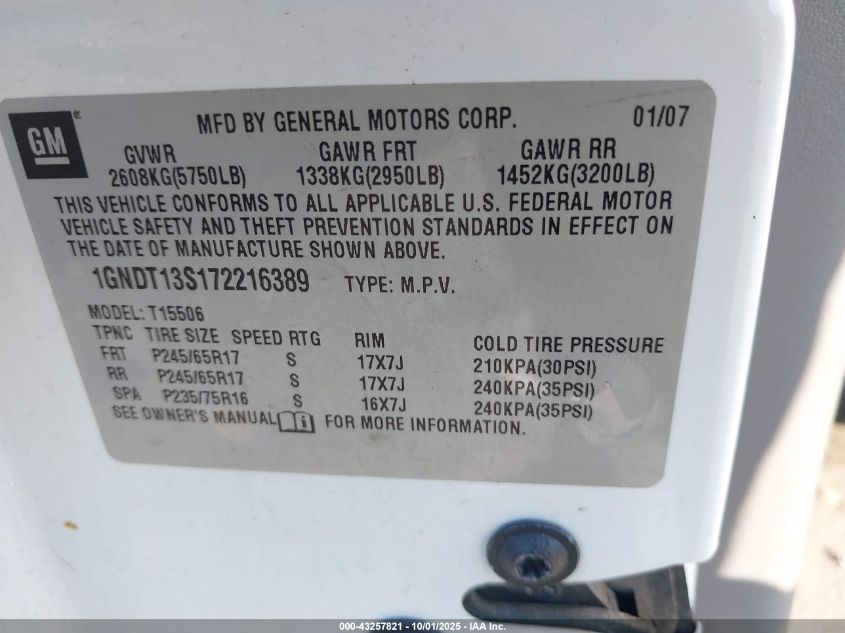 GM
MFD BY GENERAL MOTORS CORP. 01/07
GVWR GAWR FRT GAWR RR
2608KG(5750LB) 1338KG(2950LB) 1452KG(3200LB)
THIS VEHICLE CONFORMS TO ALL APPLICABLE U.S. FEDERAL MOTOR
VEHICLE SAFETY AND THEFT PREVENTION STANDARDS IN EFFECT ON
THE DATE OF MANUFACTURE SHOWN ABOVE.
1GNDT13S172216389 TYPE: M.P.V.
MODEL: T15506
TPNC TIRE SIZE SPEED RTG RIM COLD TIRE PRESSURE
FRT P245/65R17 S 17X7J 210KPA(30PSI)
RR P245/65R17 S 17X7J 240KPA(35PSI)
SPA P235/75R16 S 16X7J 240KPA(35PSI)
SEE OWNER'S MANUAL i FOR MORE INFORMATION.
000-43257821 - 10/01/2025 - IAA Inc.